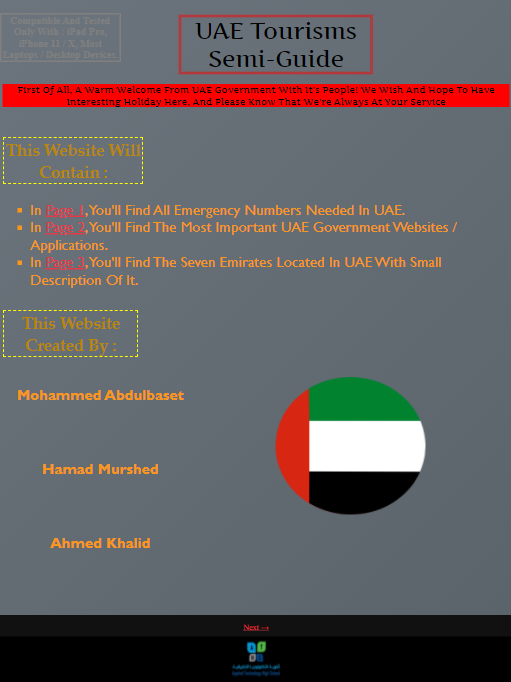 Compatible And Tested
Only With : iPad Pro,
iPhone 11 / X, Most
Laptops / Desktop Devices.
UAE Tourisms
Semi-Guide
First Of All, A Warm Welcome From UAE Government With It's People! We Wish And Hope To Have
Interesting Holiday Here, And Please Know That We're Always At Your Service
This Website Will
Contain :
In Page 1, You'll Find All Emergency Numbers Needed In UAE.
In Page 2, You'll Find The Most Important UAE Government Websites /
Applications.
In Page 3, You'll Find The Seven Emirates Located In UAE With Small
Description Of It.
This Website
Created By :
Mohammed Abdulbaset
Hamad Murshed
Ahmed Khalid
Next →